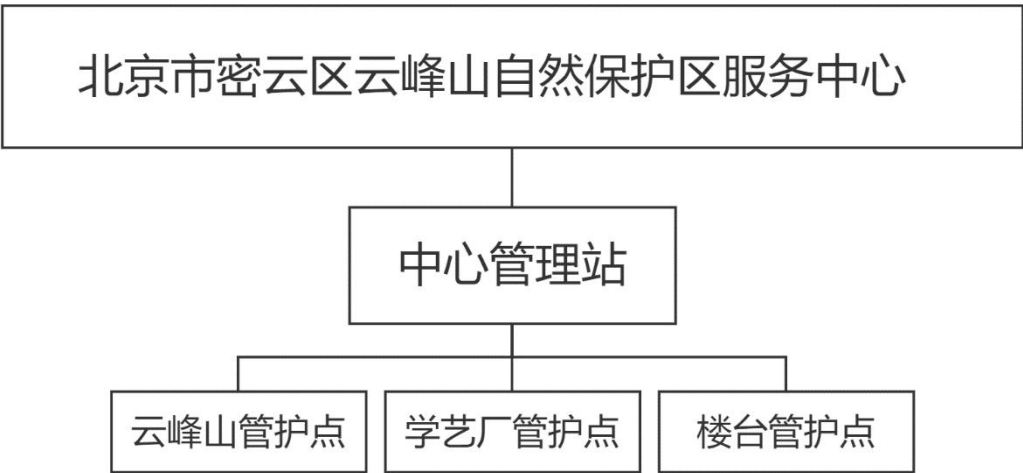 北京市密云区云峰山自然保护区服务中心
中心管理站
云峰山管护点
学艺厂管护点
楼台管护点